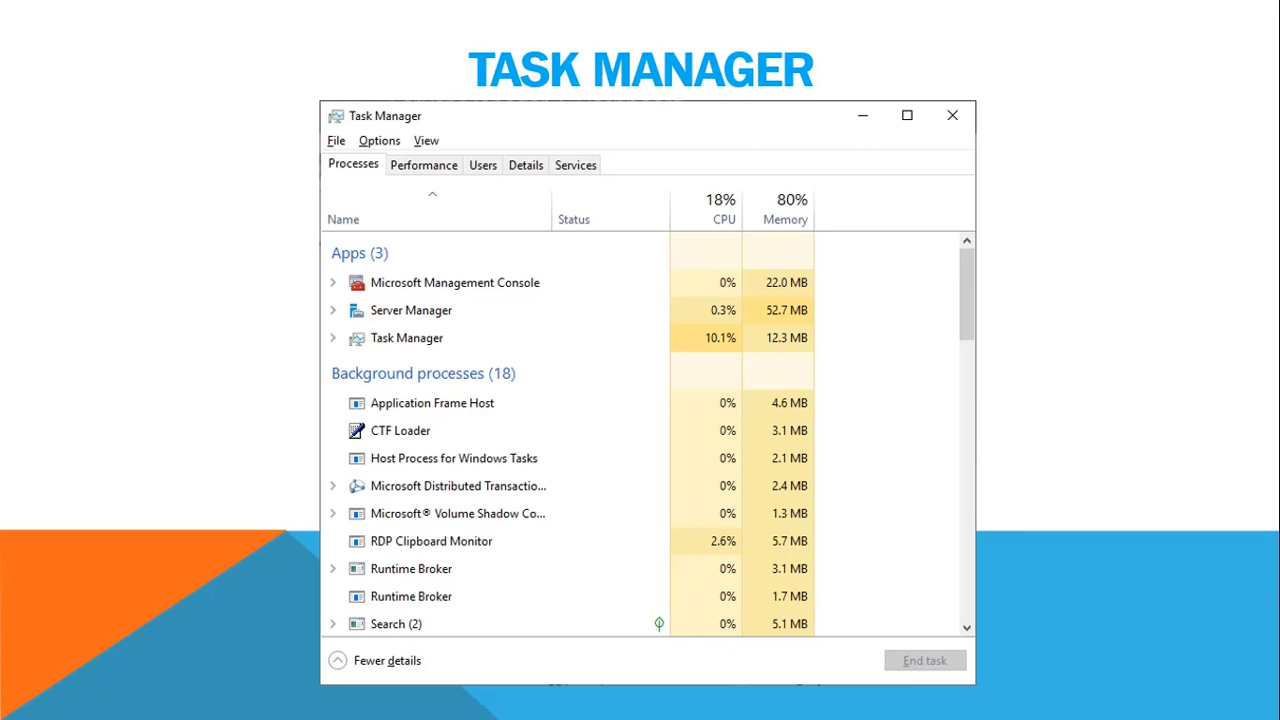 TASK MANAGER
Task Manager
File Options View
Processes Performance Users Details Services
18% 80%
Name Status CPU Memory
Apps (3)
Microsoft Management Console 0% 22.0 MB
Server Manager 0.3% 52.7 MB
Task Manager 10.1% 12.3 MB
Background processes (18)
Application Frame Host 0% 4.6 MB
CTF Loader 0% 3.1 MB
Host Process for Windows Tasks 0% 2.1 MB
Microsoft Distributed Transactio... 0% 2.4 MB
Microsoft® Volume Shadow Co... 0% 1.3 MB
RDP Clipboard Monitor 2.6% 5.7 MB
Runtime Broker 0% 3.1 MB
Runtime Broker 0% 1.7 MB
Search (2) 0% 5.1 MB
Fewer details End task